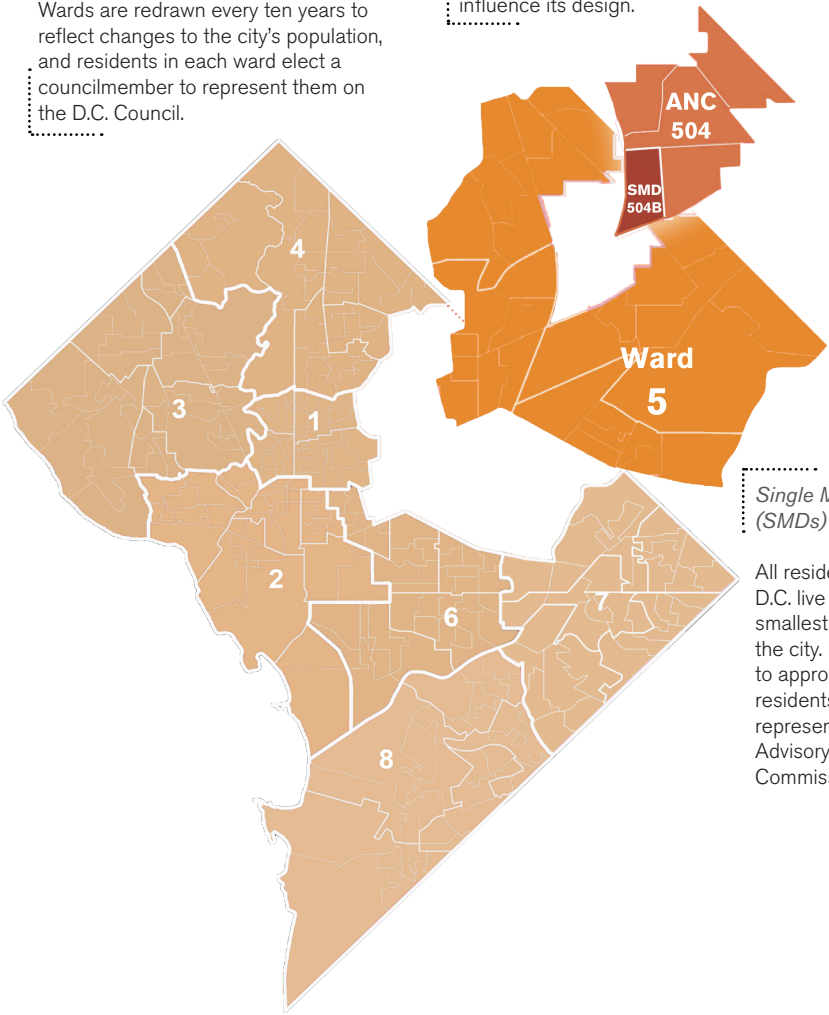 Wards are redrawn every ten years to
reflect changes to the city's population,
and residents in each ward elect a
councilmember to represent them on
the D.C. Council.
influence its design.
ANC
504
SMD
504B
Ward
5
4
3
1
2
6
7
8
Single M
(SMDs)
All reside
D.C. live
smallest
the city.
to appro
residents
represen
Advisory
Commis